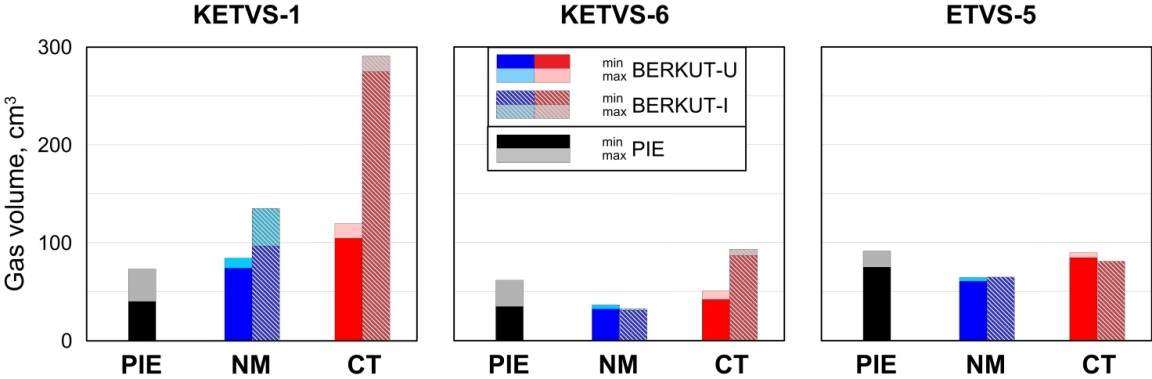 KETVS-1
KETVS-6
ETVS-5
Gas volume, cm³
300
200
100
0
min
max BERKUT-U
min
max BERKUT-I
min
max PIE
PIE NM CT
PIE NM CT
PIE NM CT